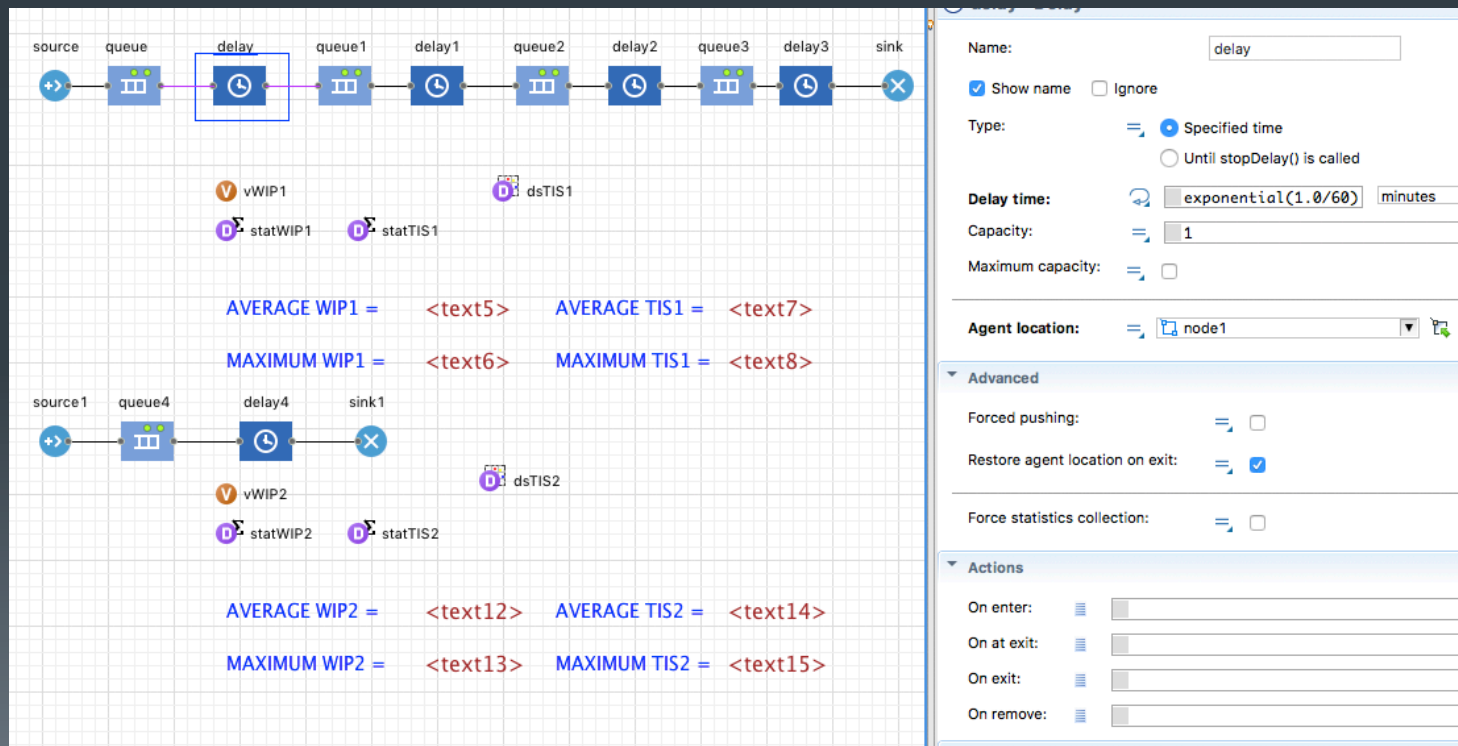 delay - Delay
source queue delay queue1 delay1 queue2 delay2 queue3 delay3 sink
vWIP1 dsTIS1
statWIP1 statTIS1
AVERAGE WIP1 = <text5> AVERAGE TIS1 = <text7>
MAXIMUM WIP1 = <text6> MAXIMUM TIS1 = <text8>
source1 queue4 delay4 sink1
dsTIS2
vWIP2
statWIP2 statTIS2
AVERAGE WIP2 = <text12> AVERAGE TIS2 = <text14>
MAXIMUM WIP2 = <text13> MAXIMUM TIS2 = <text15>
Name: delay
Show name Ignore
Type: Specified time
Until stopDelay() is called
Delay time: exponential(1.0/60) minutes
Capacity: 1
Maximum capacity:
Agent location: node1
Advanced
Forced pushing:
Restore agent location on exit:
Force statistics collection:
Actions
On enter:
On at exit:
On exit:
On remove: